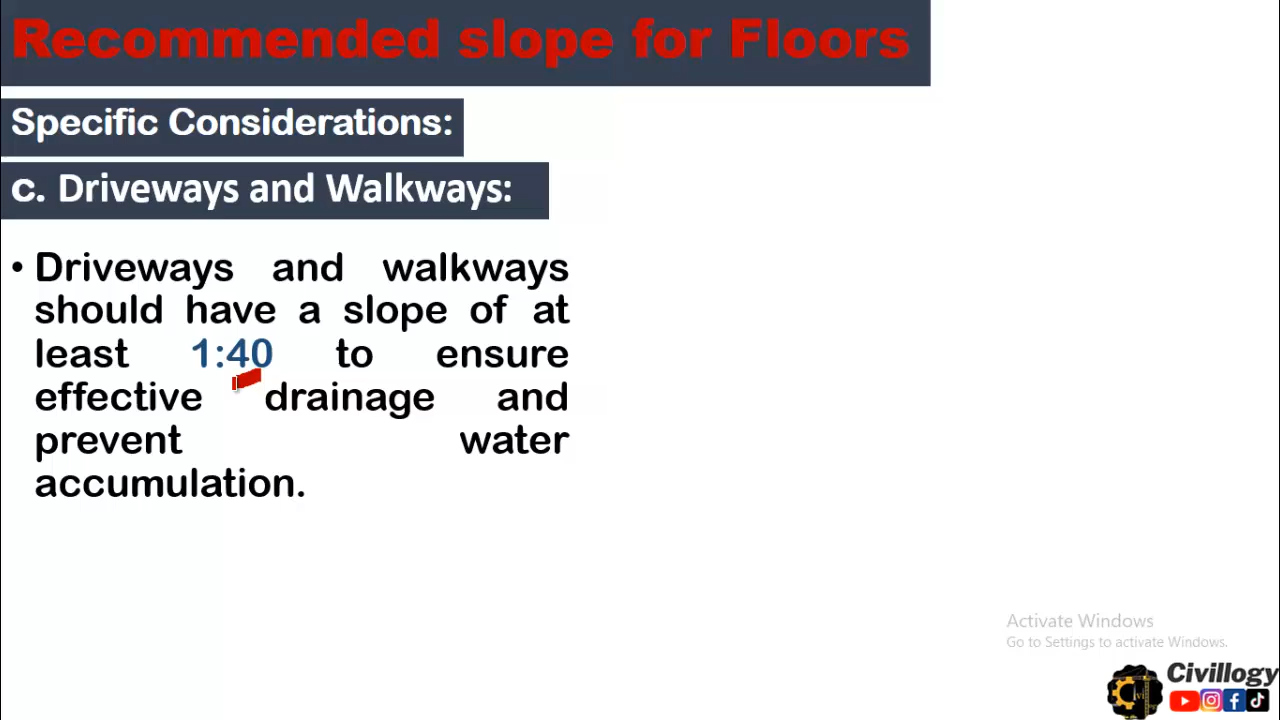 Recommended slope for Floors
Specific Considerations:
c. Driveways and Walkways:
• Driveways and walkways
should have a slope of at
least 1:40 to ensure
effective drainage and
prevent water
accumulation.
Activate Windows
Go to Settings to activate Windows.
Civillogy